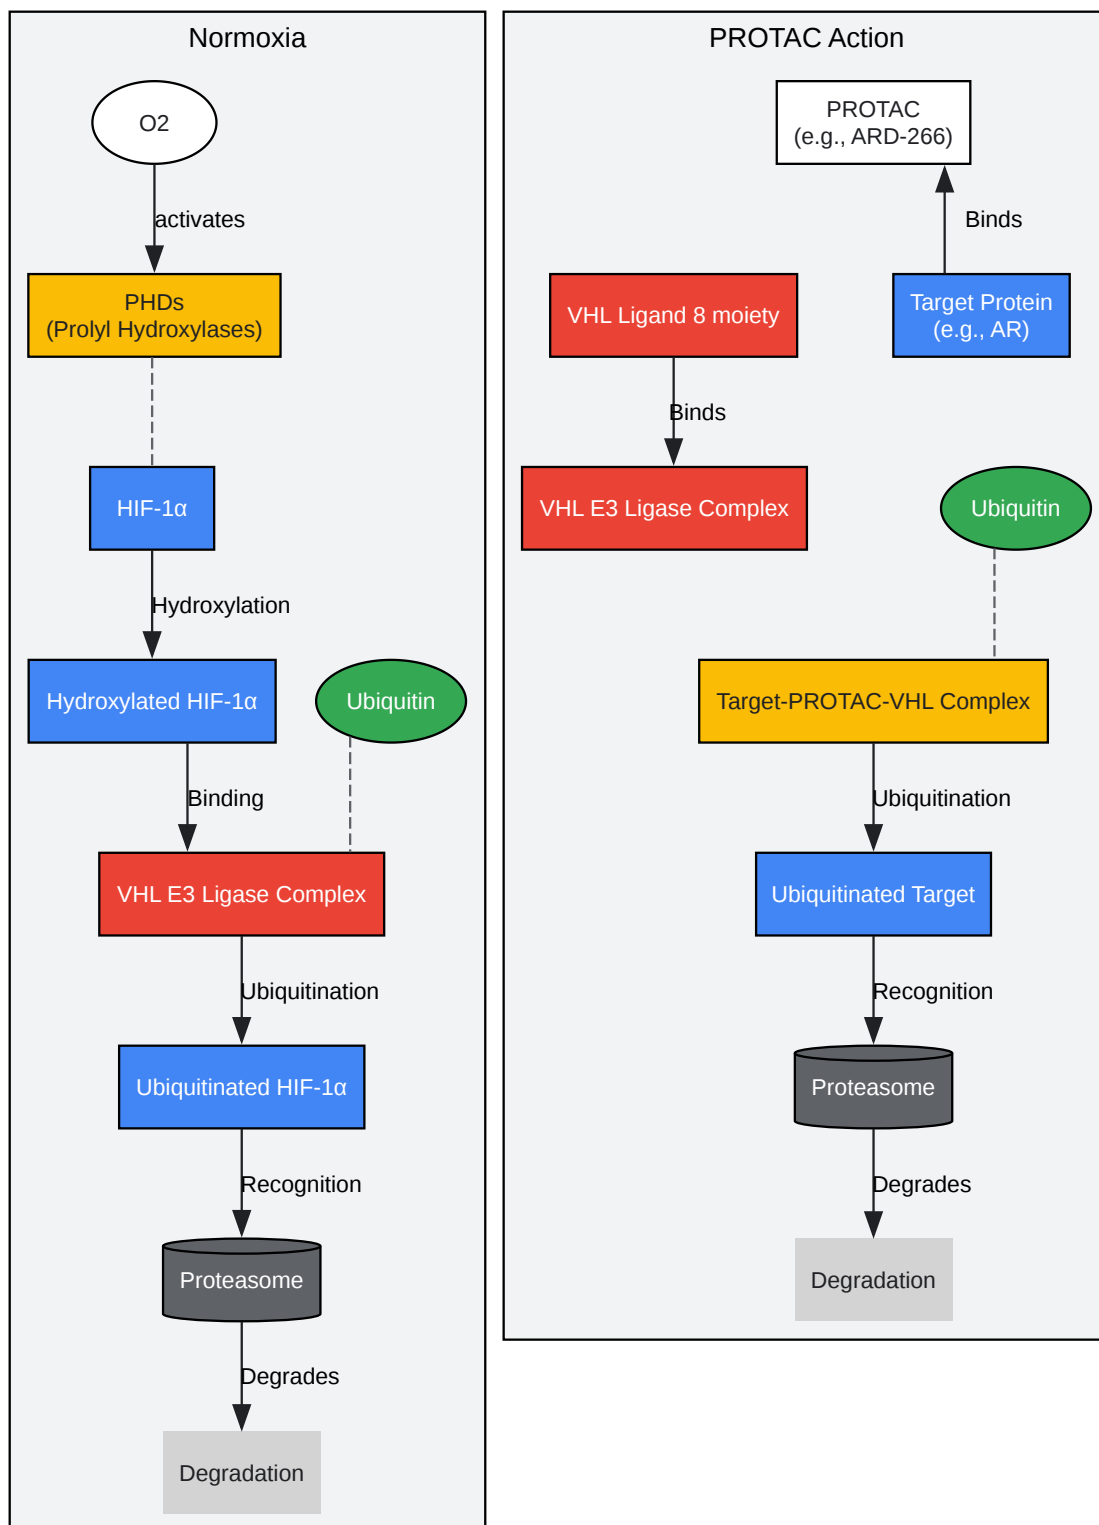 Normoxia
O2
activates
PHDs
(Prolyl Hydroxylases)
HIF-1α
Hydroxylation
Hydroxylated HIF-1α
Ubiquitin
Binding
VHL E3 Ligase Complex
Ubiquitination
Ubiquitinated HIF-1α
Recognition
Proteasome
Degrades
Degradation
PROTAC Action
PROTAC
(e.g., ARD-266)
Binds
VHL Ligand 8 moiety
Target Protein
(e.g., AR)
Binds
VHL E3 Ligase Complex
Ubiquitin
Target-PROTAC-VHL Complex
Ubiquitination
Ubiquitinated Target
Recognition
Proteasome
Degrades
Degradation